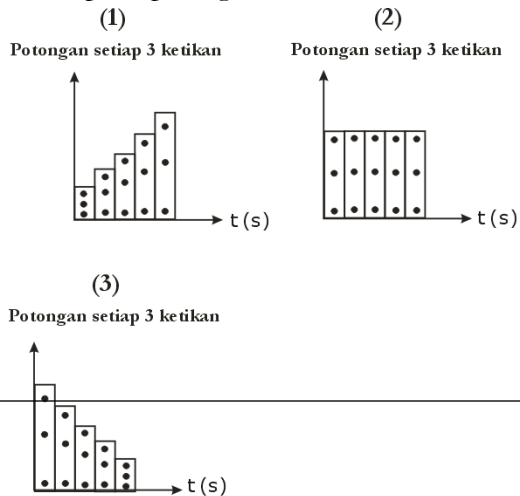 (1)
Potongan setiap 3 ketikan
t(s)
(2)
Potongan setiap 3 ketikan
t(s)
(3)
Potongan setiap 3 ketikan
t(s)